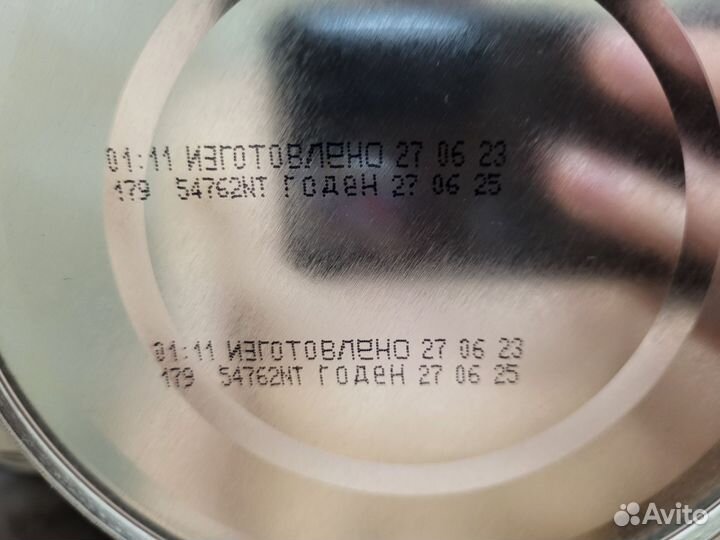 01:11 ИЗГОТОВЛЕНО 27 06 23
179 54762NT ГОДЕН 27 06 25
01:11 ИЗГОТОВЛЕНО 27 06 23
179 54762NT ГОДЕН 27 06 25
Avito